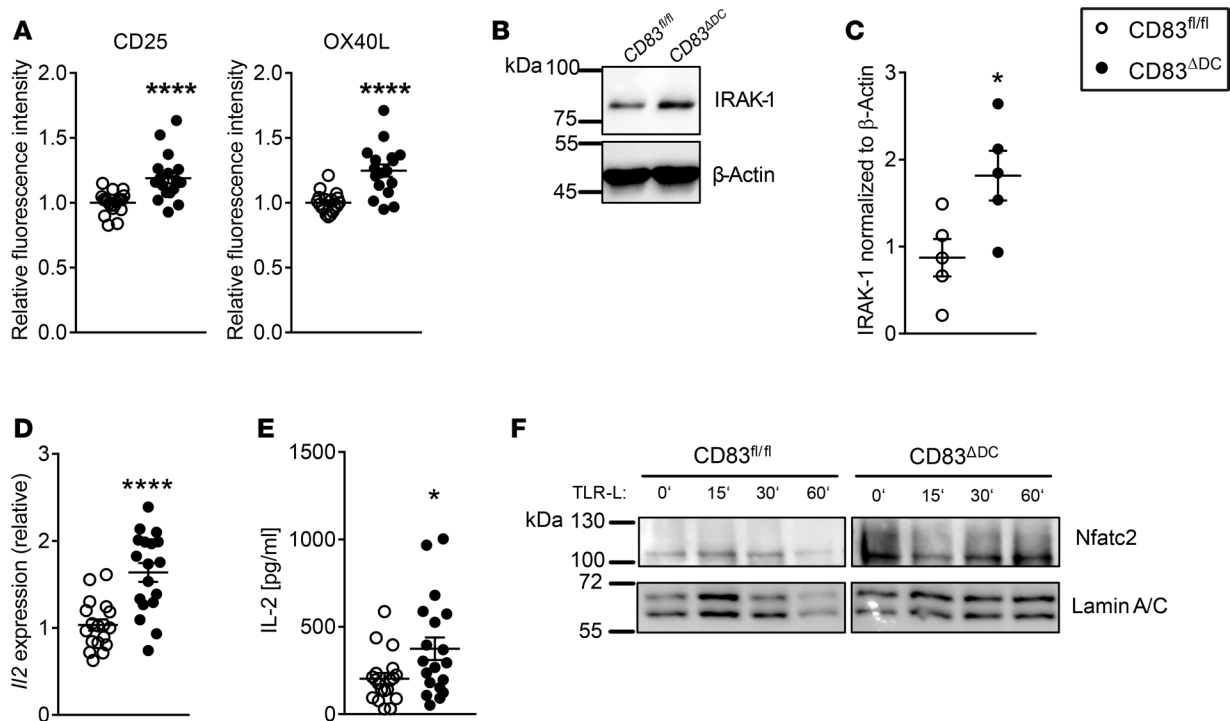 A
CD25
OX40L
Relative fluorescence intensity
2.0
1.5
1.0
0.5
0.0
****
Relative fluorescence intensity
2.0
1.5
1.0
0.5
0.0
****
B
CD83fl/fl
CD83ΔDC
kDa 100
75
55
45
IRAK-1
β-Actin
C
IRAK-1 normalized to β-Actin
3
2
1
0
*
CD83fl/fl
CD83ΔDC
D
Il2 expression (relative)
3
2
1
0
****
E
IL-2 [pg/ml]
1500
1000
500
0
*
F
CD83fl/fl
CD83ΔDC
TLR-L: 0‘ 15‘ 30‘ 60‘ 0‘ 15‘ 30‘ 60‘
kDa 130
100
72
55
Nfatc2
Lamin A/C